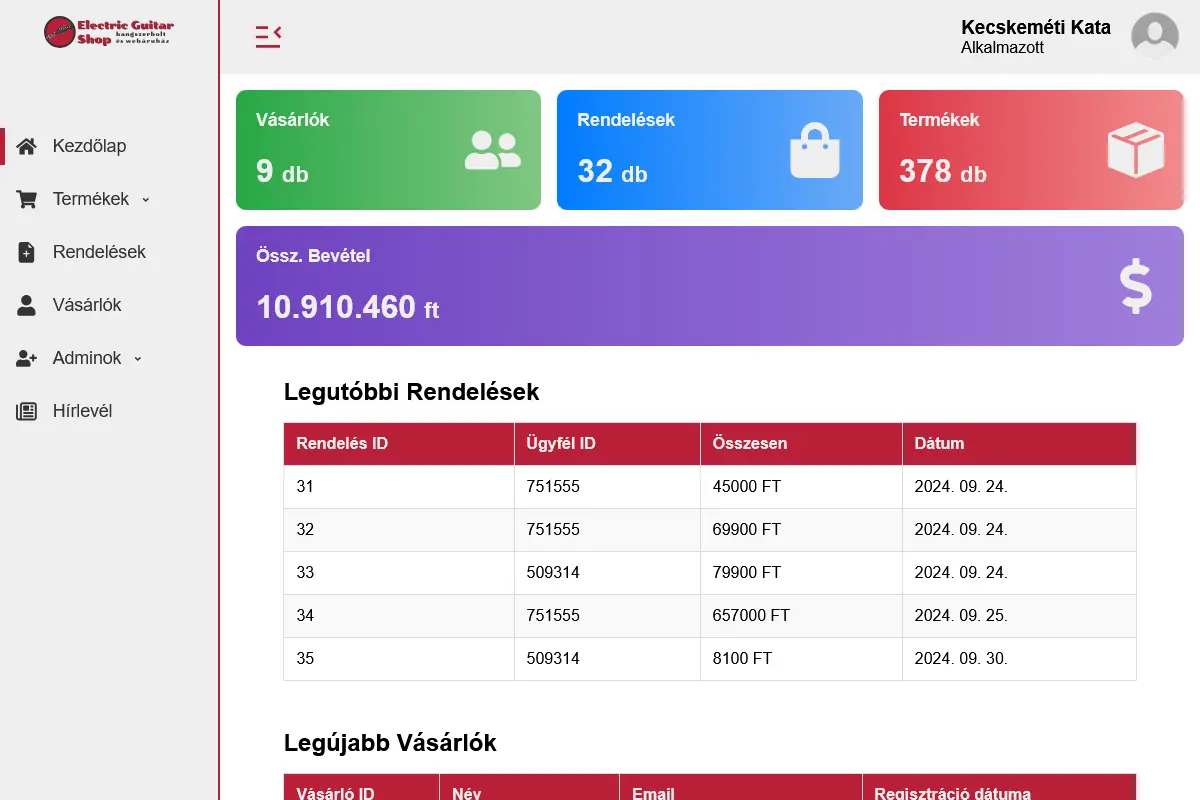 Electric Guitar
Shop hangszerbolt
és webáruház
Kecskeméti Kata
Alkalmazott
Kezdőlap
Termékek
Rendelések
Vásárlók
Adminok
Hírlevél
Vásárlók
9 db
Rendelések
32 db
Termékek
378 db
Össz. Bevétel
10.910.460 ft
Legutóbbi Rendelések
Rendelés ID Ügyfél ID Összesen Dátum
31 751555 45000 FT 2024. 09. 24.
32 751555 69900 FT 2024. 09. 24.
33 509314 79900 FT 2024. 09. 24.
34 751555 657000 FT 2024. 09. 25.
35 509314 8100 FT 2024. 09. 30.
Legújabb Vásárlók
Vásárló ID Név Email Regisztráció dátuma